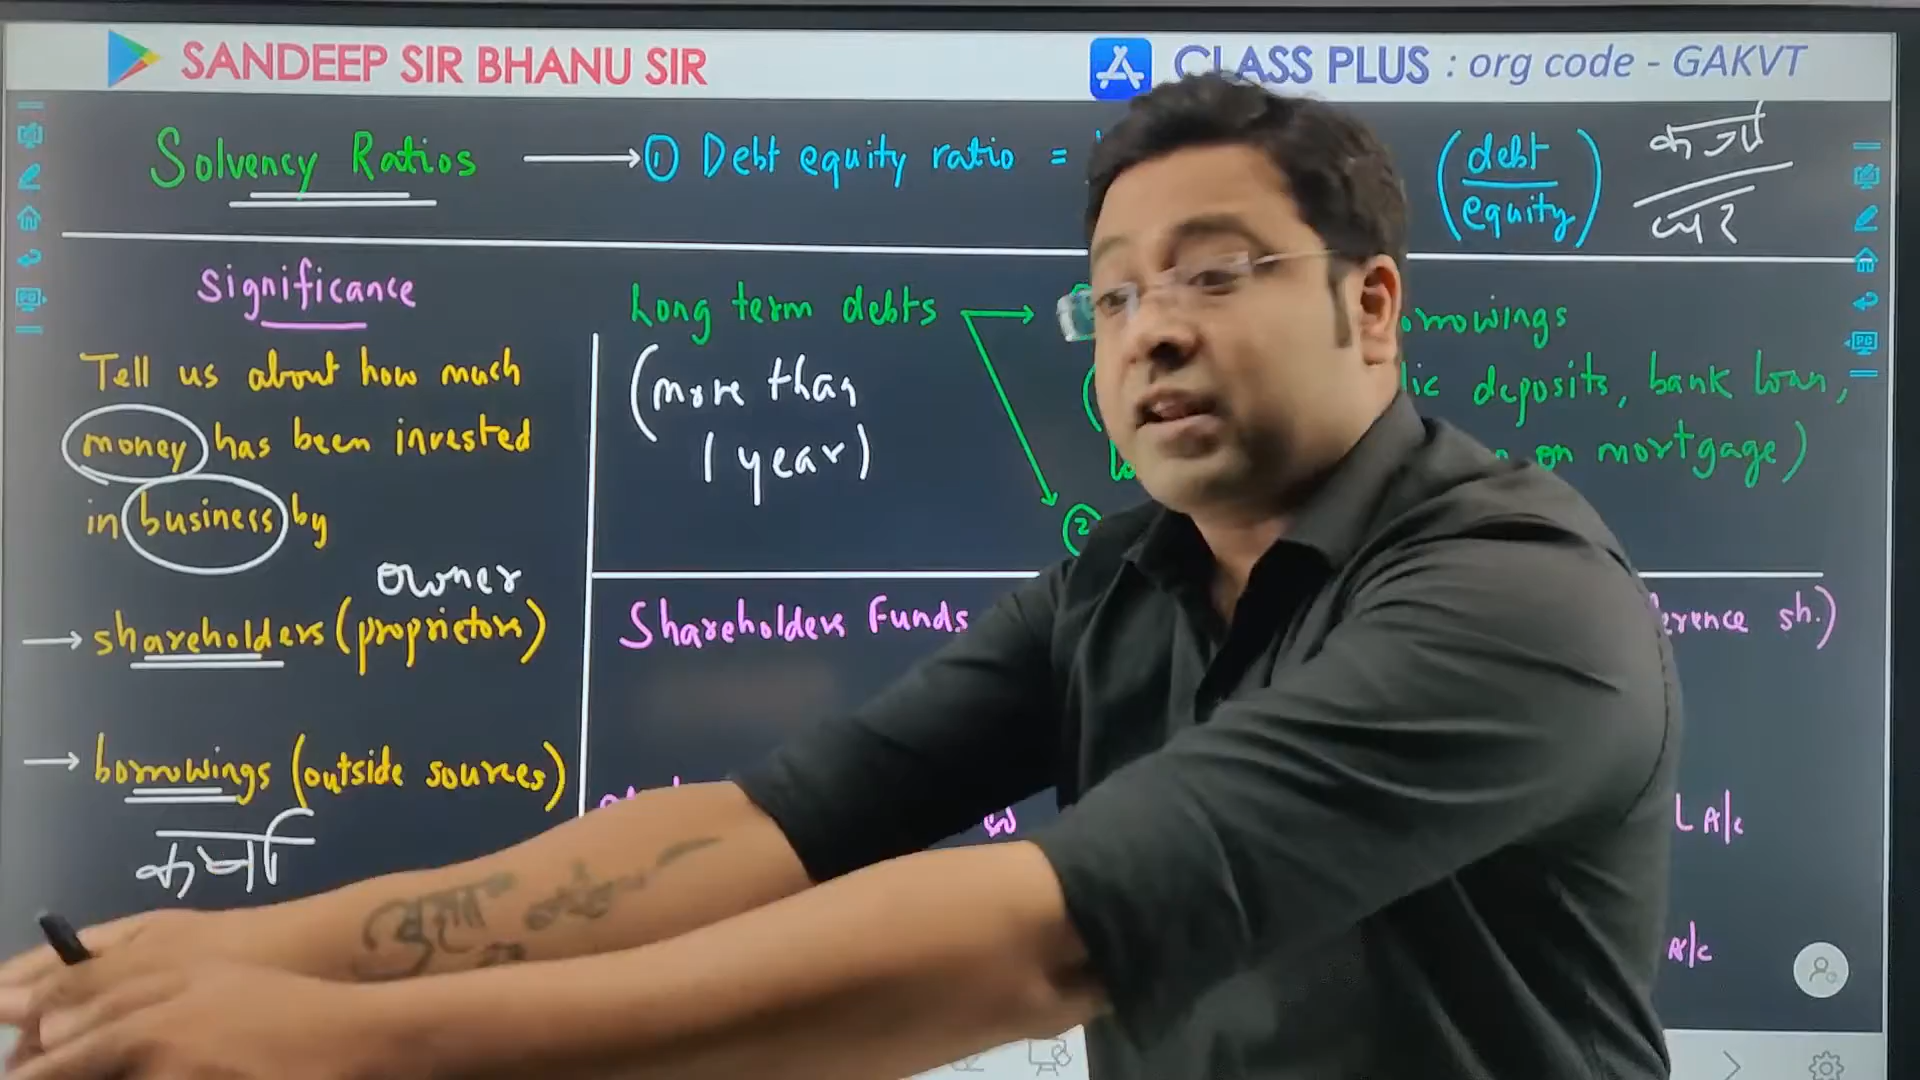 SANDEEP SIR BHANU SIR
CLASS PLUS : org code - GAKVT
Solvency Ratios → ① Debt equity ratio =
(debt
equity)
कर्जा
घर
Significance
Tell us about how much
money has been invested
in business by
owner
→ shareholders (proprietors)
→ borrowings (outside sources)
कर्जा
Long term debts
(more than
1 year)
deposits, bank loan,
on mortgage)
②
Shareholders Funds
sh.)
A/c
A/c